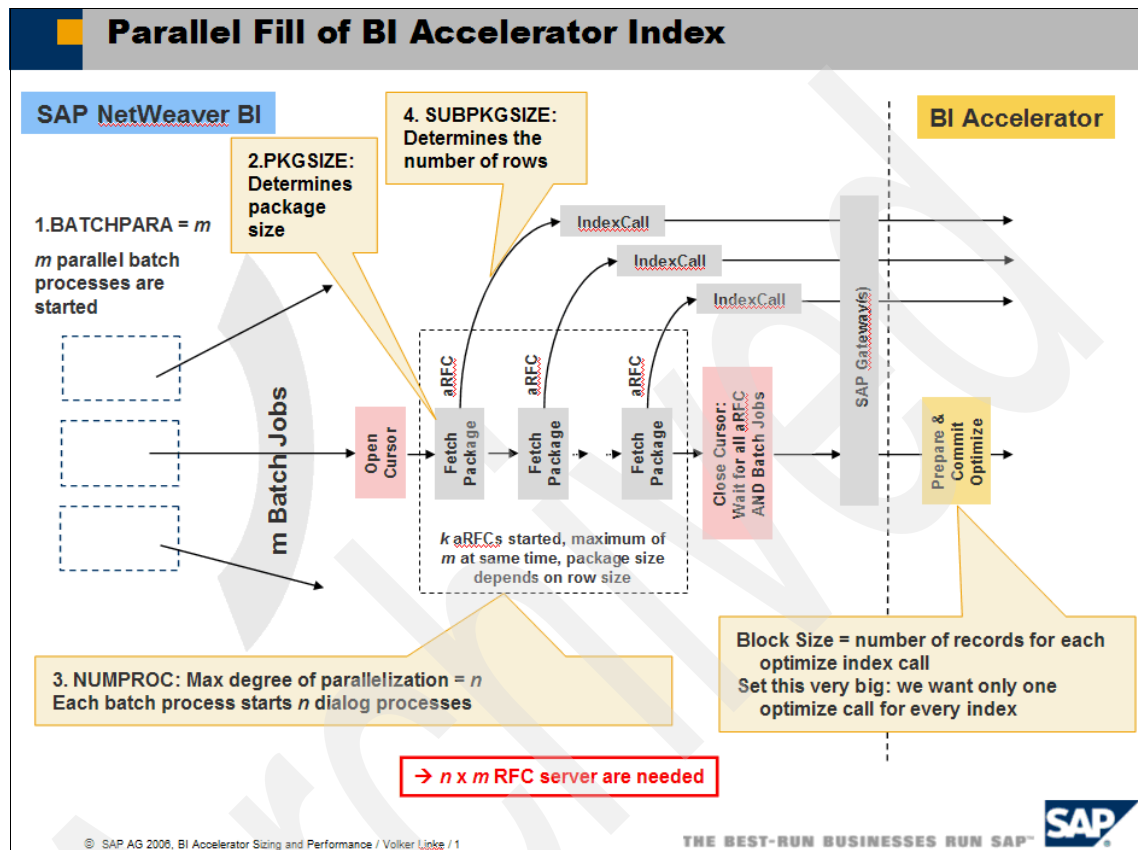 Parallel Fill of BI Accelerator Index
SAP NetWeaver BI
BI Accelerator
4. SUBPKGSIZE:
Determines the
number of rows
2.PKGSIZE:
Determines
package
size
1.BATCHPARA = m
m parallel batch
processes are
started
IndexCall
IndexCall
IndexCall
m Batch Jobs
Open
Cursor
aRFC
Fetch
Package
aRFC
Fetch
Package
aRFC
Fetch
Package
Close Cursor:
Wait for all aRFC
AND Batch Jobs
SAP Gateway(s)
Prepare &
Commit
Optimize
k aRFCs started, maximum of
m at same time, package size
depends on row size
3. NUMPROC: Max degree of parallelization = n
Each batch process starts n dialog processes
Block Size = number of records for each
optimize index call
Set this very big: we want only one
optimize call for every index
→ n x m RFC server are needed
© SAP AG 2006, BI Accelerator Sizing and Performance / Volker Linke / 1
THE BEST-RUN BUSINESSES RUN SAP™
SAP
Archived